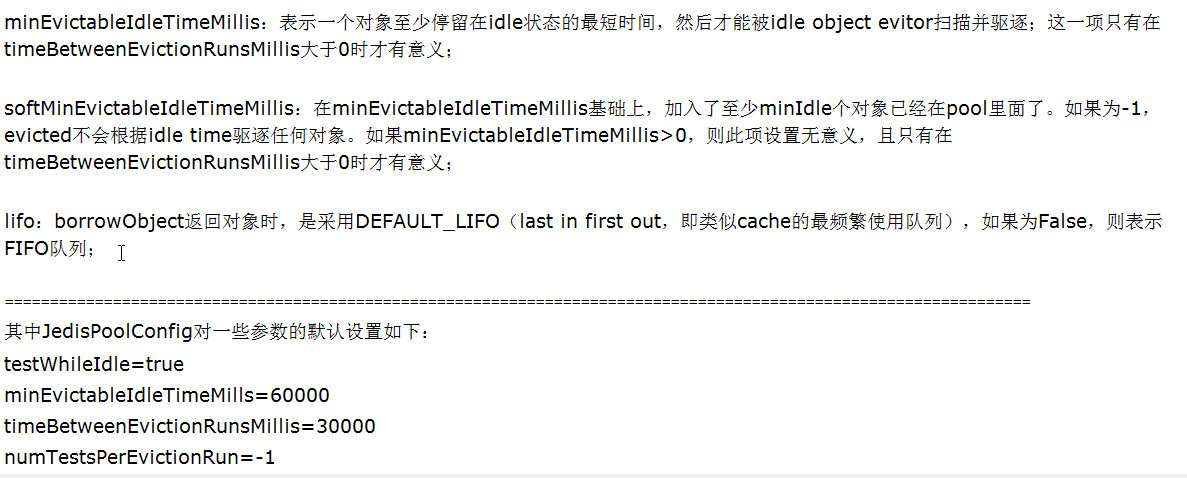 minEvictableIdleTimeMillis：表示一个对象至少停留在idle状态的最短时间，然后才能被idle object evitor扫描并驱逐；这一项只有在
timeBetweenEvictionRunsMillis大于0时才有意义；
softMinEvictableIdleTimeMillis：在minEvictableIdleTimeMillis基础上，加入了至少minIdle个对象已经在pool里面了。如果为-1，
evicted不会根据idle time驱逐任何对象。如果minEvictableIdleTimeMillis>0，则此项设置无意义，且只有在
timeBetweenEvictionRunsMillis大于0时才有意义；
lifo：borrowObject返回对象时，是采用DEFAULT_LIFO（last in first out，即类似cache的最频繁使用队列），如果为False，则表示
FIFO队列；
==================================================================================================================
其中JedisPoolConfig对一些参数的默认设置如下：
testWhileIdle=true
minEvictableIdleTimeMills=60000
timeBetweenEvictionRunsMillis=30000
numTestsPerEvictionRun=-1